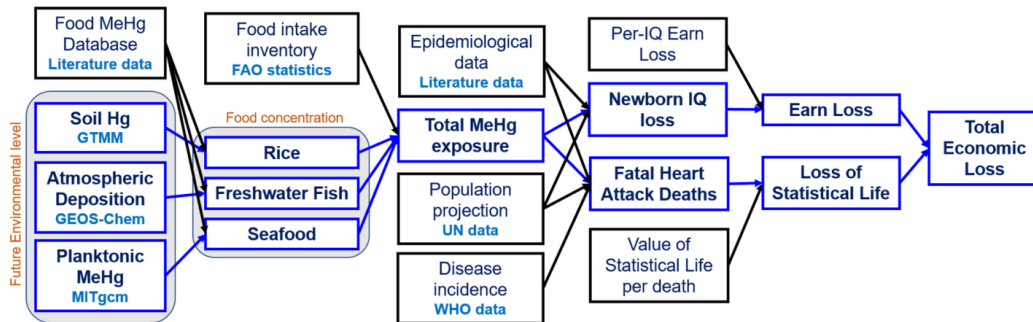 Food MeHg
Database
Literature data
Food intake
inventory
FAO statistics
Epidemiological
data
Literature data
Per-IQ Earn
Loss
Future Environmental level
Soil Hg
GTMM
Atmospheric
Deposition
GEOS-Chem
Planktonic
MeHg
MITgcm
Food concentration
Rice
Freshwater Fish
Seafood
Total MeHg
exposure
Population
projection
UN data
Disease
incidence
WHO data
Newborn IQ
loss
Fatal Heart
Attack Deaths
Value of
Statistical Life
per death
Earn Loss
Loss of
Statistical Life
Total
Economic
Loss